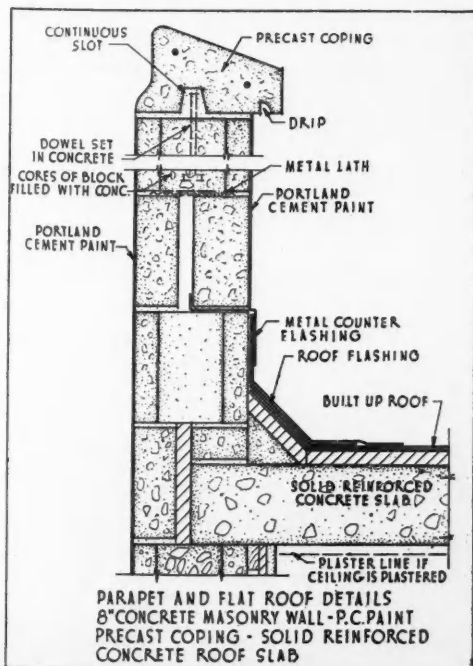 CONTINUOUS
SLOT
PRECAST COPING
DRIP
DOWEL SET
IN CONCRETE
METAL LATH
CORES OF BLOCK
FILLED WITH CONC.
PORTLAND
CEMENT PAINT
PORTLAND
CEMENT PAINT
METAL COUNTER
FLASHING
ROOF FLASHING
BUILT UP ROOF
SOLID REINFORCED
CONCRETE SLAB
PLASTER LINE IF
CEILING IS PLASTERED
PARAPET AND FLAT ROOF DETAILS
8" CONCRETE MASONRY WALL - P.C. PAINT
PRECAST COPING - SOLID REINFORCED
CONCRETE ROOF SLAB